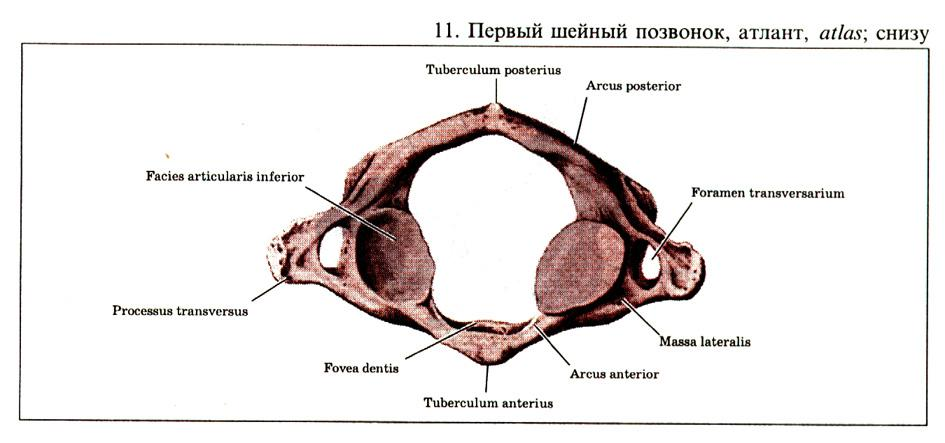 11. Первый шейный позвонок, атлант, atlas; снизу
Tuberculum posterius
Arcus posterior
Facies articularis inferior
Foramen transversarium
Processus transversus
Massa lateralis
Fovea dentis
Arcus anterior
Tuberculum anterius